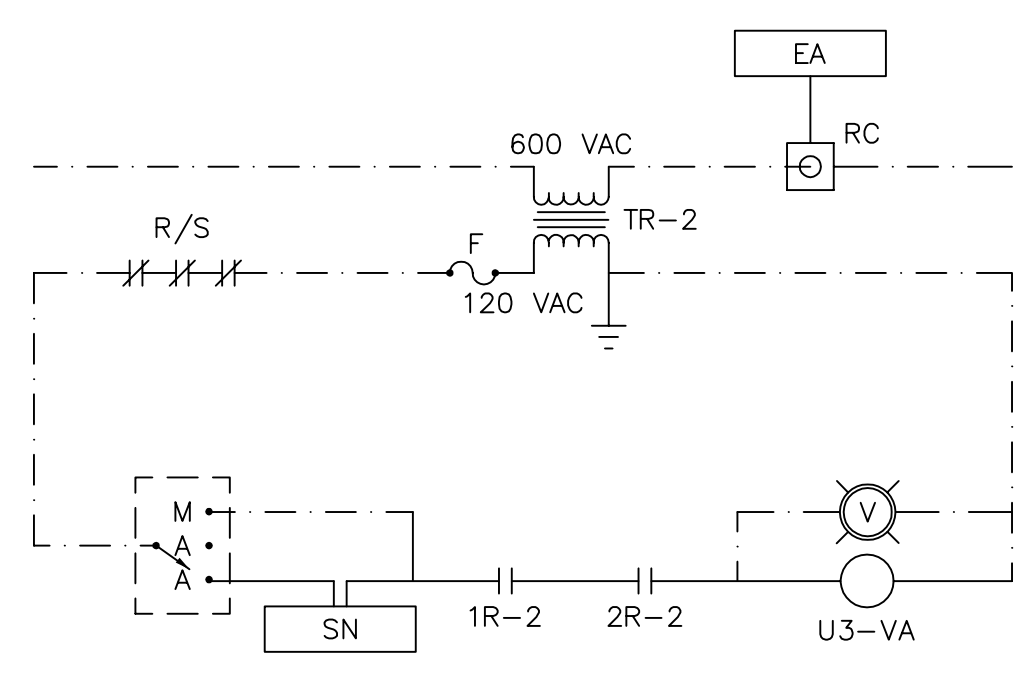 EA
RC
600 VAC
TR-2
R/S
F
120 VAC
M
A
A
V
SN
1R-2
2R-2
U3-VA